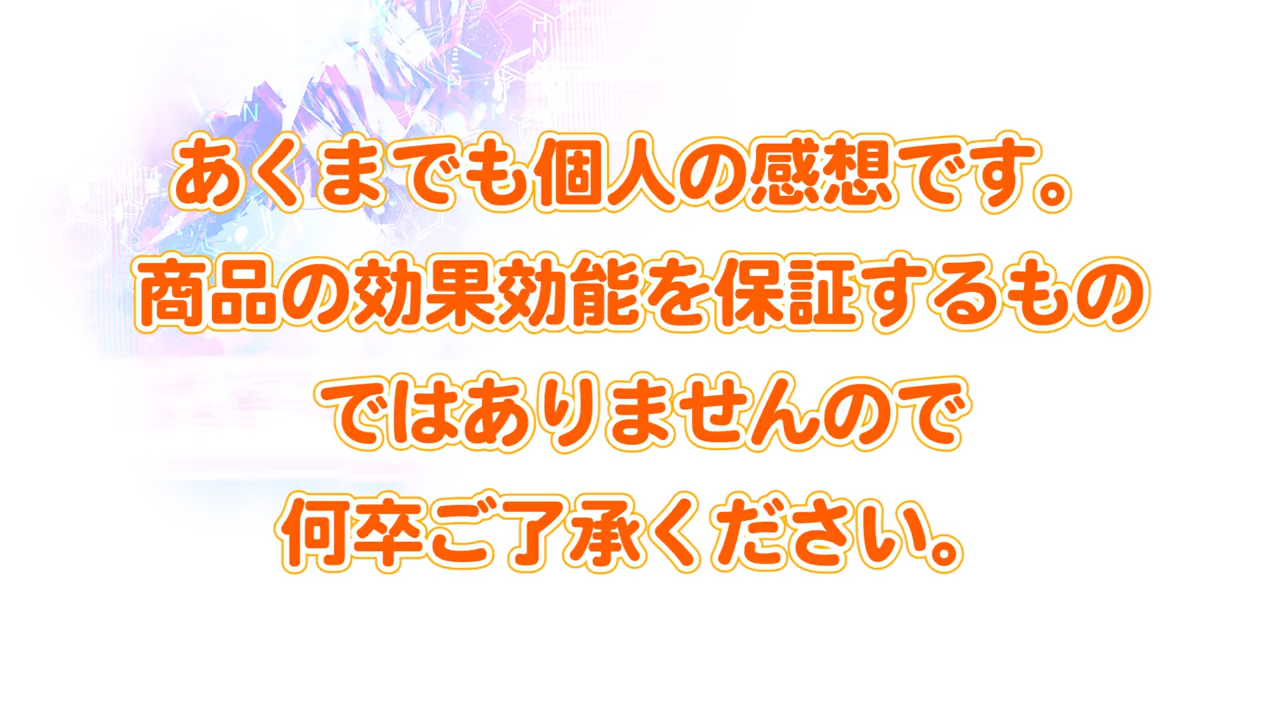 あくまでも個人の感想です。
商品の効果効能を保証するもの
ではありませんので
何卒ご了承ください。